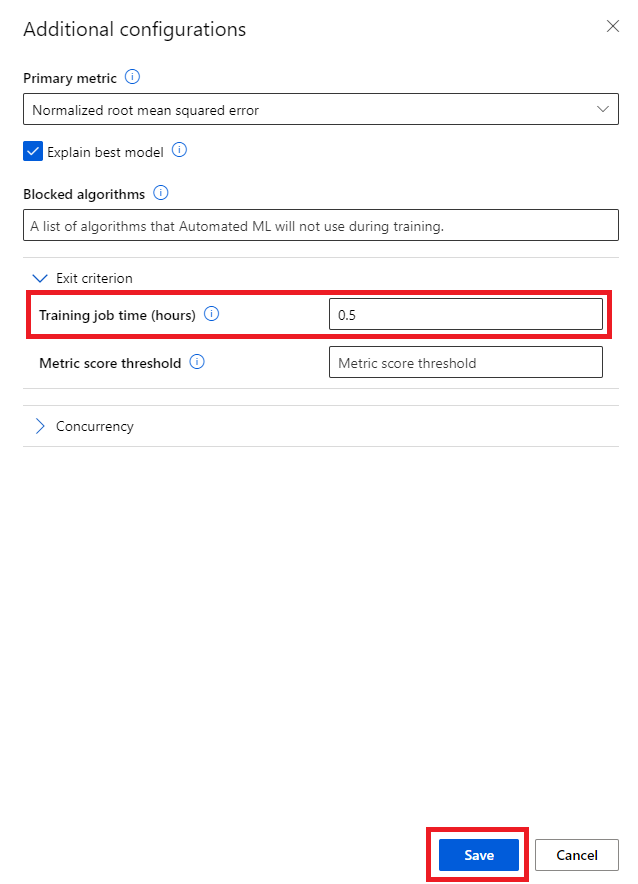 Additional configurations
Primary metric
Normalized root mean squared error
Explain best model
Blocked algorithms
A list of algorithms that Automated ML will not use during training.
Exit criterion
Training job time (hours)
0.5
Metric score threshold
Metric score threshold
Concurrency
Save
Cancel